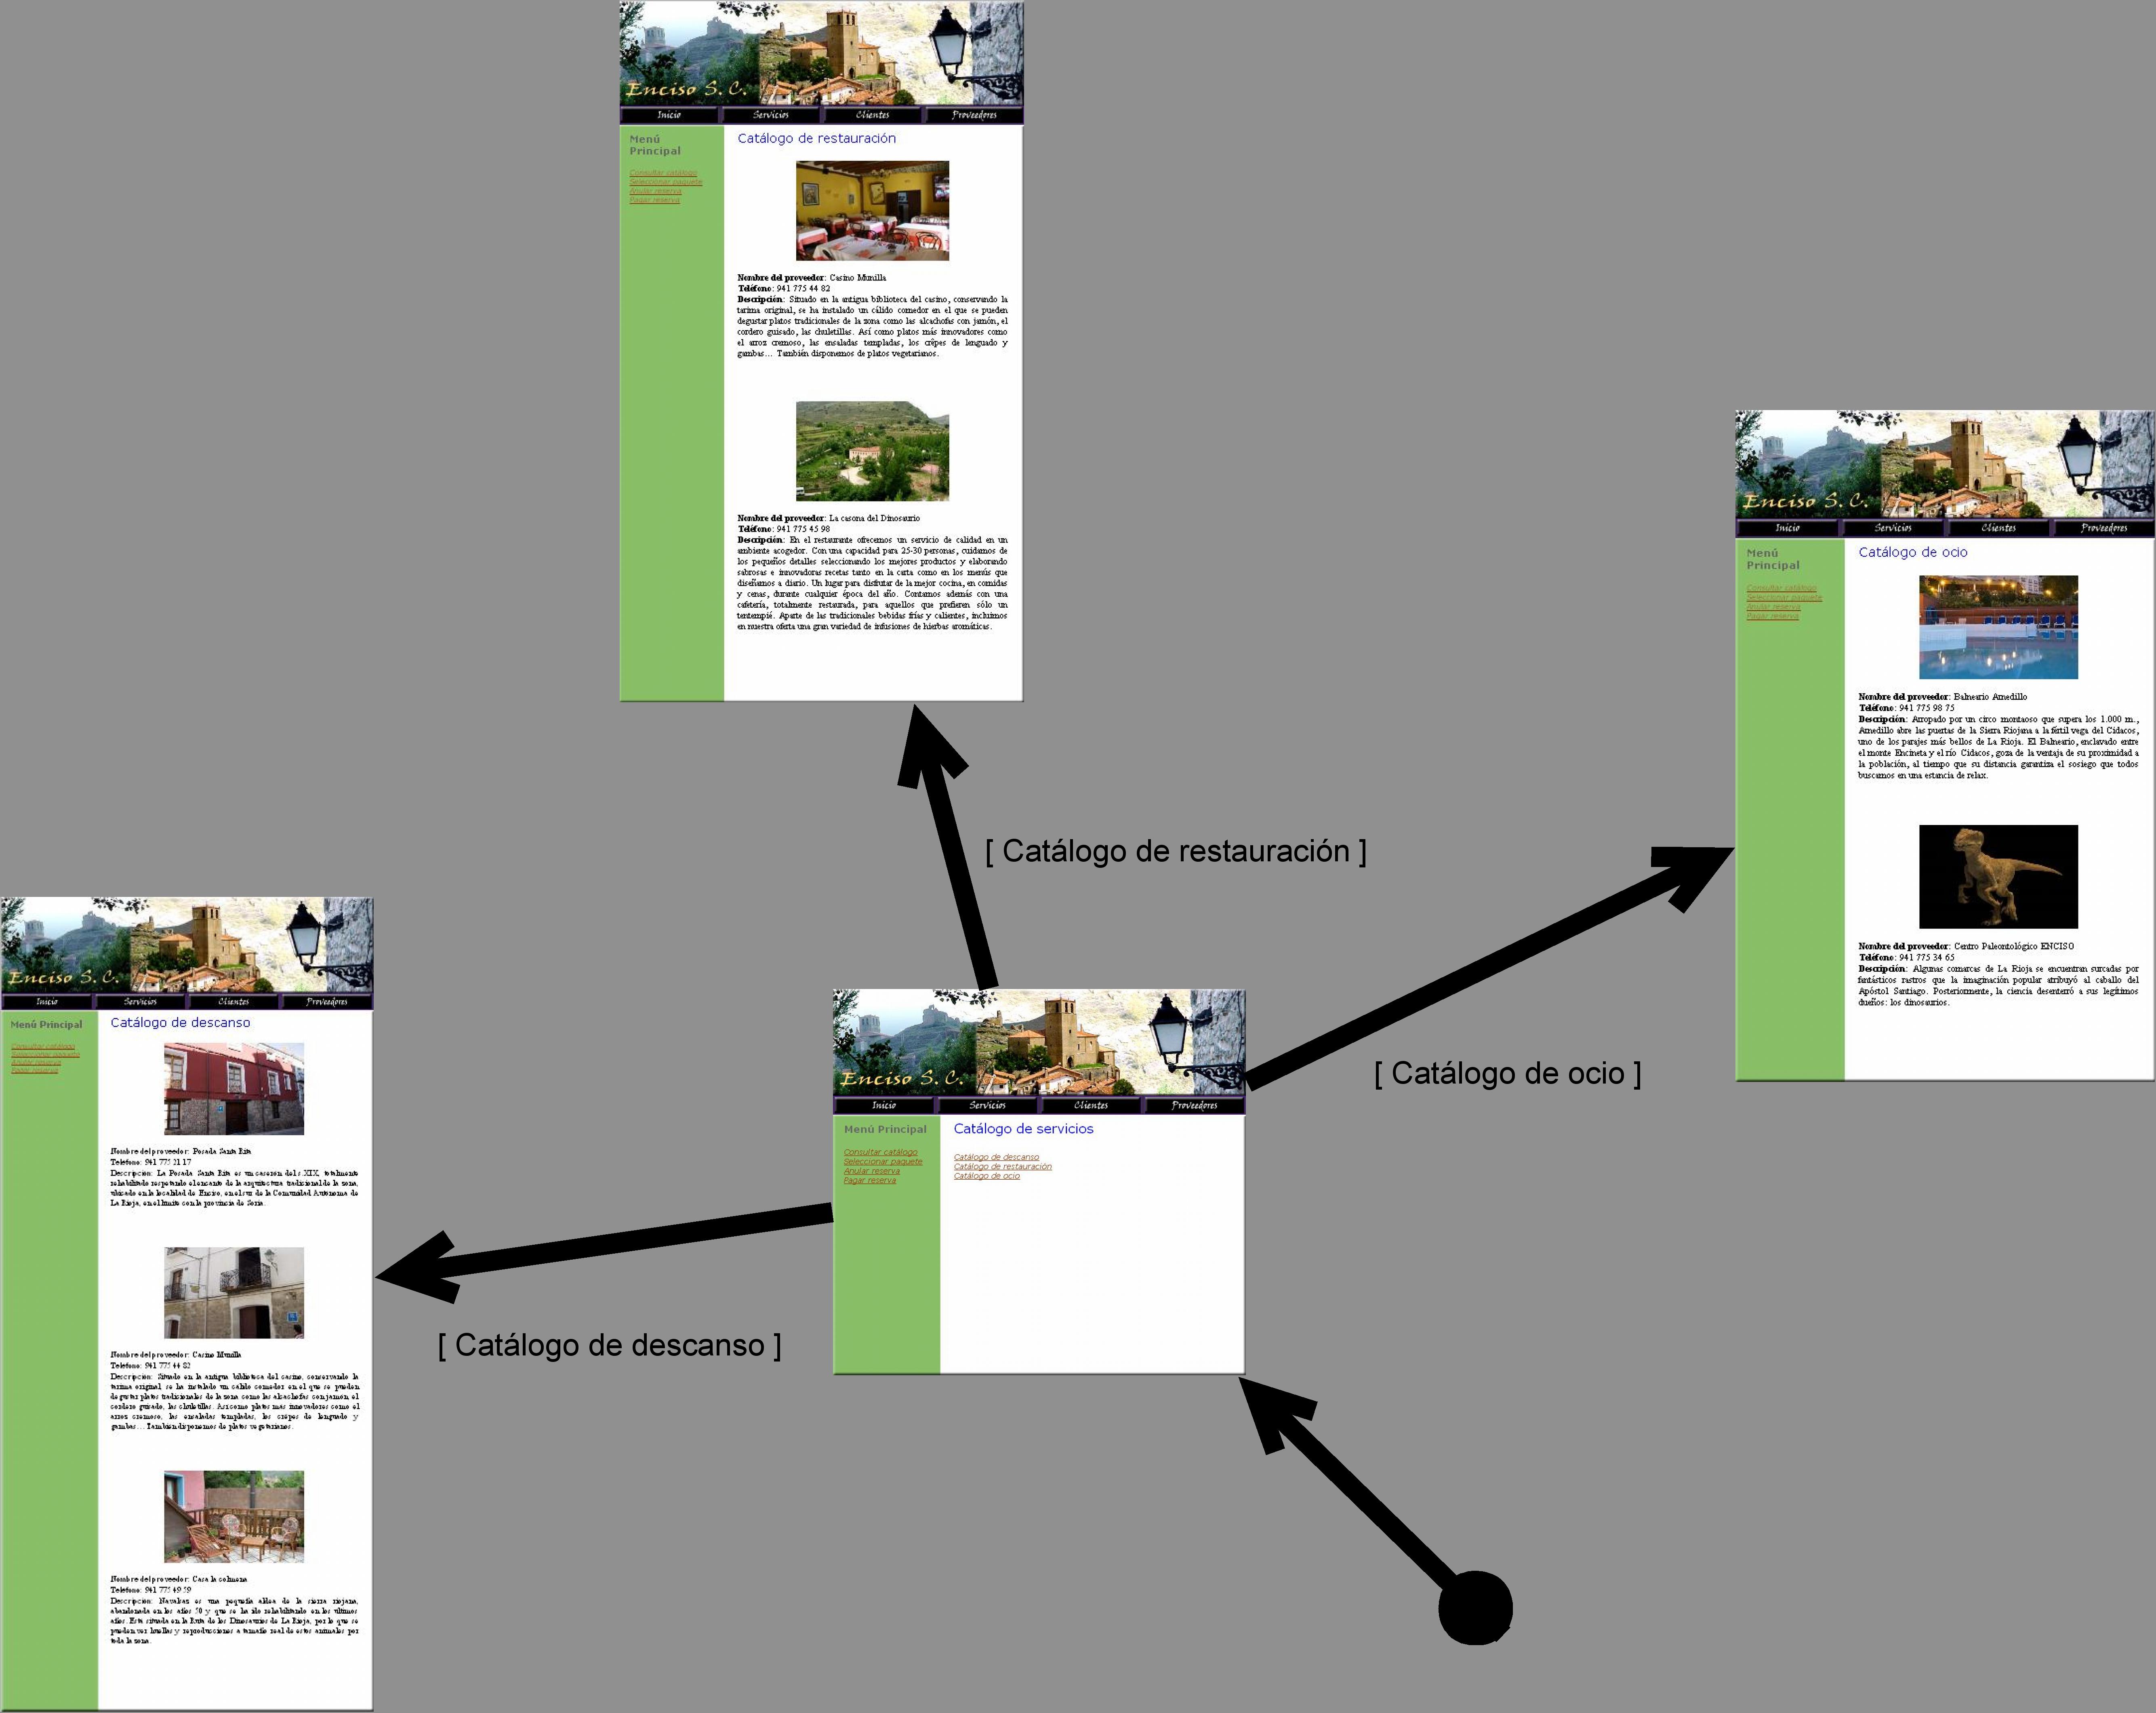 Enciso S. C.
Inicio Servicios Clientes Proveedores
Menú
Principal
Consultar catálogo
Seleccionar paquete
Anular reserva
Pagar reserva
Catálogo de restauración
Nombre del proveedor: Casino Munilla
Teléfono: 941 775 44 82
Descripción: Situado en la antigua biblioteca del casino, conservando la
tarima original, se ha instalado un cálido comedor en el que se pueden
degustar platos tradicionales de la zona como las alcachofas con jamón, el
cordero guisado, las chuletillas. Así como platos más innovadores como
el arroz cremoso, las ensaladas templadas, los crêpes de lenguado y
gambas... También disponemos de platos vegetarianos.
Nombre del proveedor: La casona del Dinosaurio
Teléfono: 941 775 45 98
Descripción: En el restaurante ofrecemos un servicio de calidad en un
ambiente acogedor. Con una capacidad para 25-30 personas, cuidamos de
los pequeños detalles seleccionando los mejores productos y elaborando
sabrosas e innovadoras recetas tanto en la carta como en los menús que
diseñamos a diario. Un lugar para disfrutar de la mejor cocina, en comidas
y cenas, durante cualquier época del año. Contamos además con una
cafetería, totalmente restaurada, para aquellos que prefieren sólo un
tentempié. Aparte de las tradicionales bebidas frías y calientes, incluimos
en nuestra oferta una gran variedad de infusiones de hierbas aromáticas.
Enciso S. C.
Inicio Servicios Clientes Proveedores
Menú
Principal
Consultar catálogo
Seleccionar paquete
Anular reserva
Pagar reserva
Catálogo de ocio
Nombre del proveedor: Balneario Arnedillo
Teléfono: 941 775 98 75
Descripción: Arropado por un circo montaoso que supera los 1.000 m.,
Arnedillo abre las puertas de la Sierra Riojana a la fértil vega del Cidacos,
uno de los parajes más bellos de La Rioja. El Balneario, enclavado entre
el monte Encineta y el río Cidacos, goza de la ventaja de su proximidad a
la población, al tiempo que su distancia garantiza el sosiego que todos
buscamos en una estancia de relax.
Nombre del proveedor: Centro Paleontológico ENCISO
Teléfono: 941 775 34 65
Descripción: Algunas comarcas de La Rioja se encuentran surcadas por
fantásticos rastros que la imaginación popular atribuyó al caballo del
Apóstol Santiago. Posteriormente, la ciencia desenterró a sus legítimos
dueños: los dinosaurios.
[ Catálogo de restauración ]
[ Catálogo de ocio ]
Enciso S. C.
Inicio Servicios Clientes Proveedores
Menú Principal
Consultar catálogo
Seleccionar paquete
Anular reserva
Pagar reserva
Catálogo de descanso
Nombre del proveedor: Posada Santa Rita
Teléfono: 941 775 21 17
Descripción: La Posada Santa Rita es un caserón del s.XIX, totalmente
rehabilitado respetando el encanto de la arquitectura tradicional de la zona,
ubicado en la localidad de Enciso, en el sur de la Comunidad Autónoma de
La Rioja, en el límite con la provincia de Soria.
Nombre del proveedor: Casino Munilla
Teléfono: 941 775 44 82
Descripción: Situado en la antigua biblioteca del casino, conservando la
tarima original, se ha instalado un cálido comedor en el que se pueden
degustar platos tradicionales de la zona como las alcachofas con jamón, el
cordero guisado, las chuletillas. Así como platos más innovadores como el
arroz cremoso, las ensaladas templadas, los crêpes de lenguado y
gambas... También disponemos de platos vegetarianos.
Nombre del proveedor: Casa la colmena
Teléfono: 941 775 49 59
Descripción: Navalsaz es una pequeña aldea de la sierra riojana,
abandonada en los años 50 y que se ha ido rehabilitando en los últimos
años. Está situada en la Ruta de los Dinosaurios de La Rioja, por lo que se
pueden ver huellas y reproducciones a tamaño real de estos animales por
toda la zona.
Enciso S. C.
Inicio Servicios Clientes Proveedores
Menú Principal
Consultar catálogo
Seleccionar paquete
Anular reserva
Pagar reserva
Catálogo de servicios
Catálogo de descanso
Catálogo de restauración
Catálogo de ocio
[ Catálogo de descanso ]